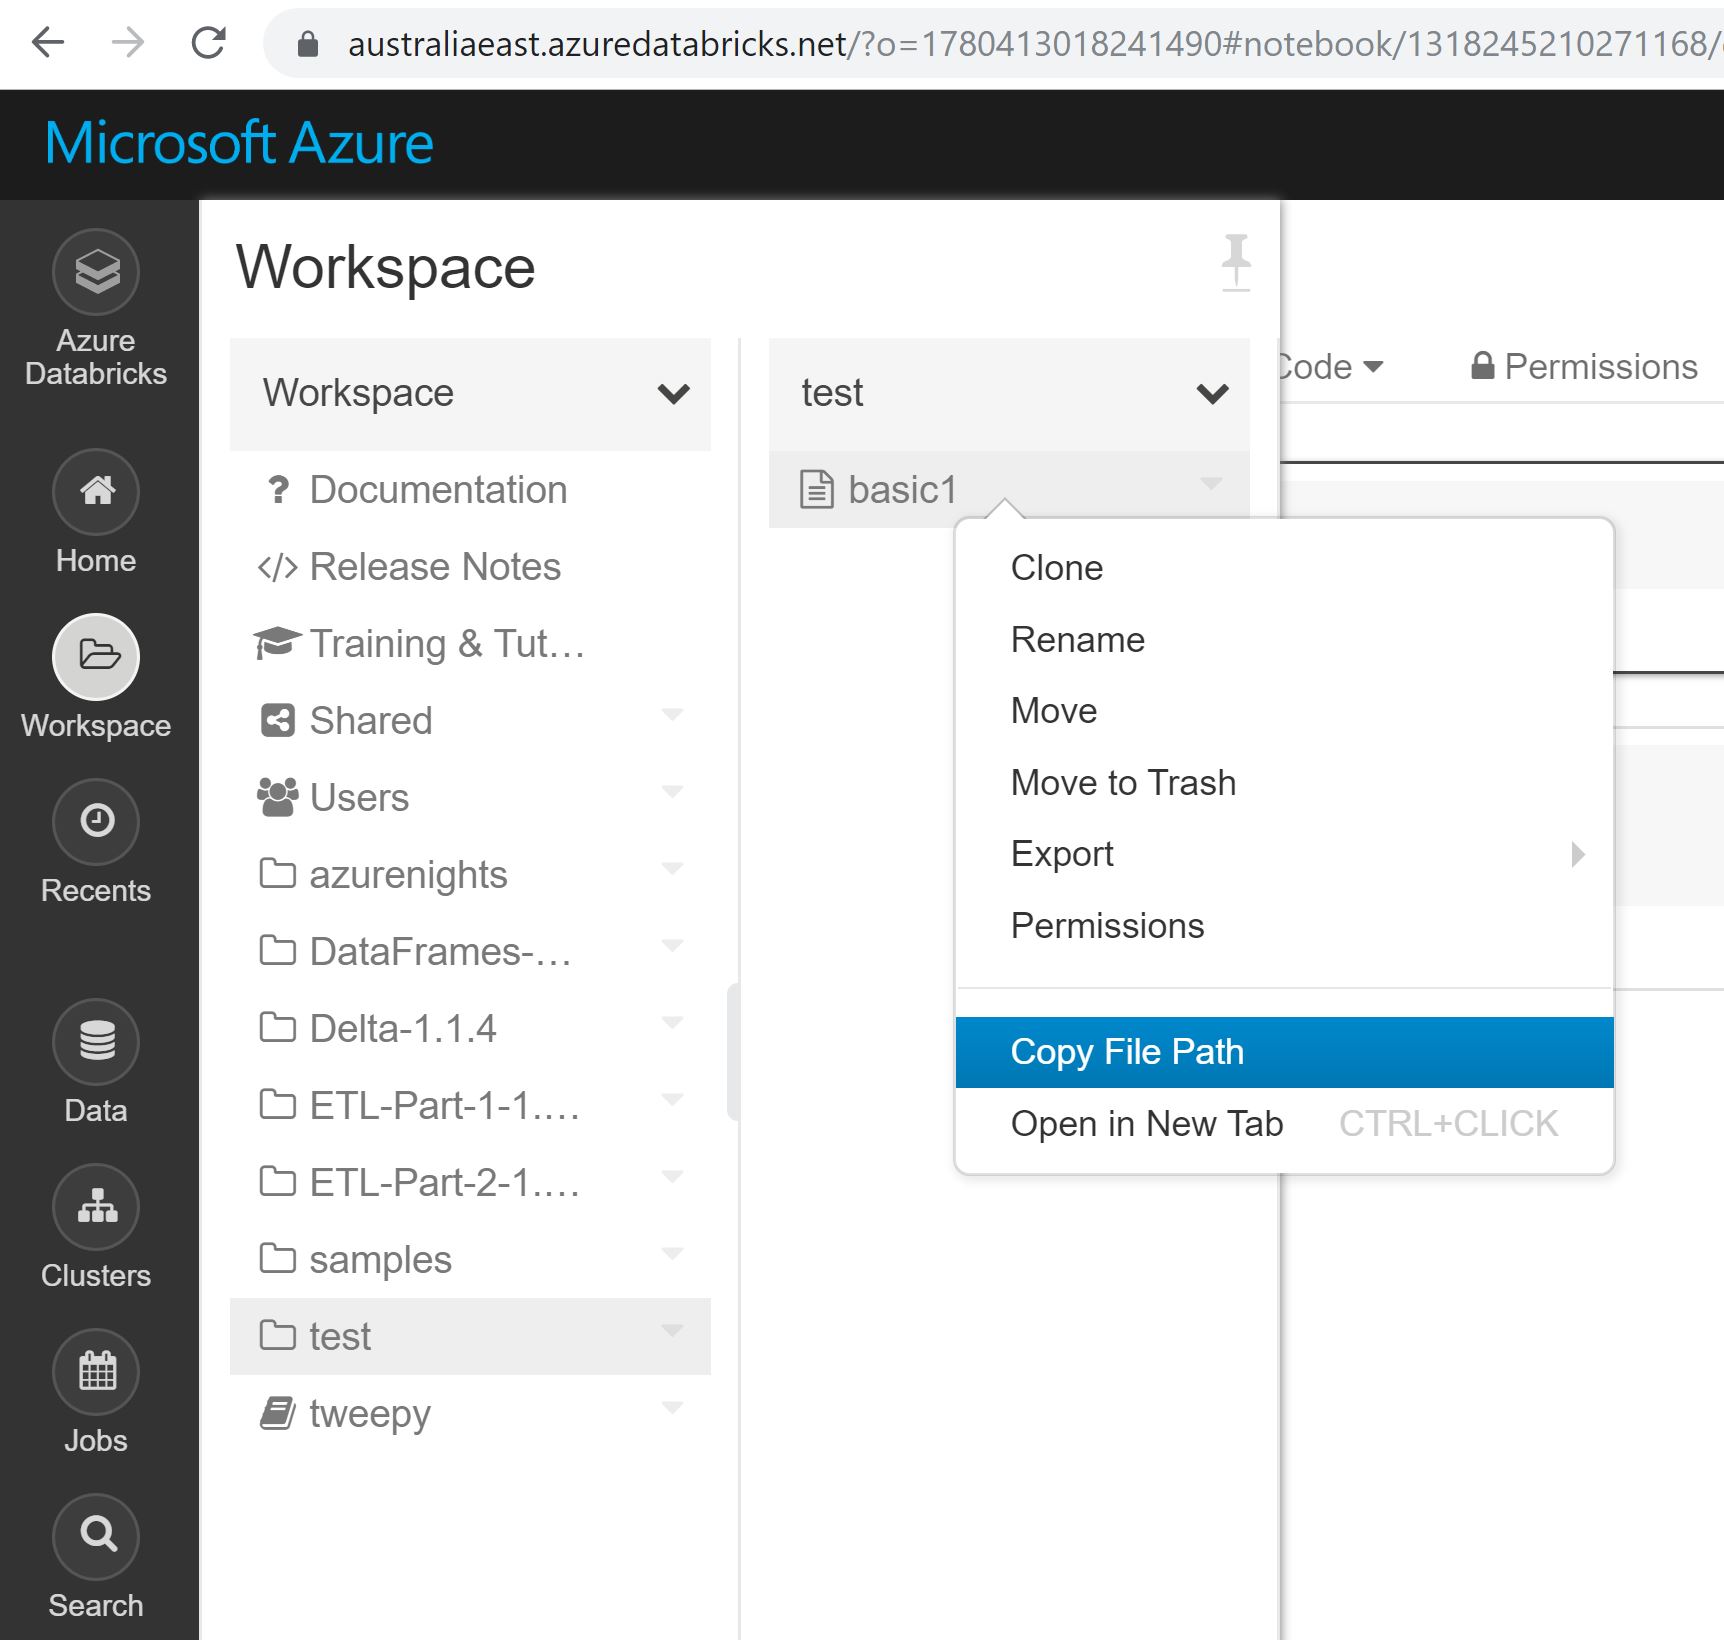 australiaeast.azuredatabricks.net/?o=1780413018241490#notebook/1318245210271168/
Microsoft Azure
Azure
Databricks
Home
Workspace
Recents
Data
Clusters
Jobs
Search
Workspace
Workspace
Documentation
Release Notes
Training & Tut...
Shared
Users
azurenights
DataFrames-...
Delta-1.1.4
ETL-Part-1-1....
ETL-Part-2-1....
samples
test
tweepy
test
basic1
Code
Permissions
Clone
Rename
Move
Move to Trash
Export
Permissions
Copy File Path
Open in New Tab CTRL+CLICK